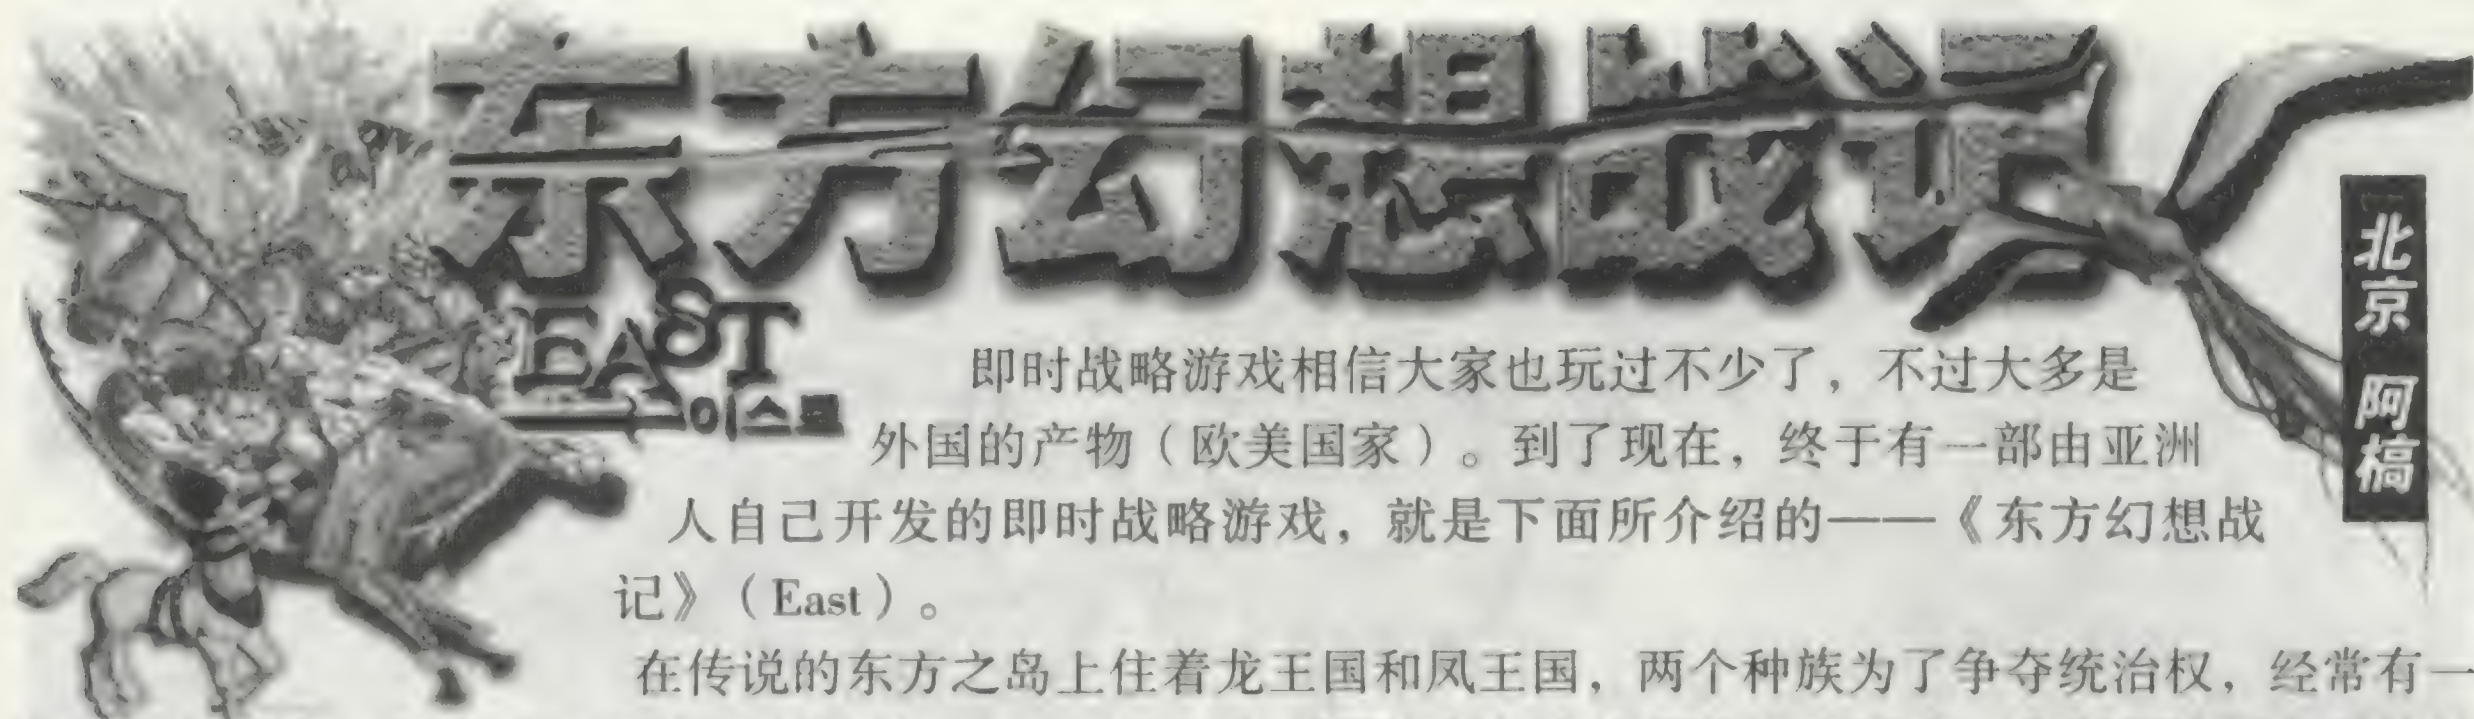 东方幻想战记
EAST
이스트
北京 阿槁
即时战略游戏相信大家也玩过不少了，不过大多是
外国的产物（欧美国家）。到了现在，终于有一部由亚洲
人自己开发的即时战略游戏，就是下面所介绍的——《东方幻想战
记》（East）。
在传说的东方之岛上住着龙王国和凤王国，两个种族为了争夺统治权，经常有一